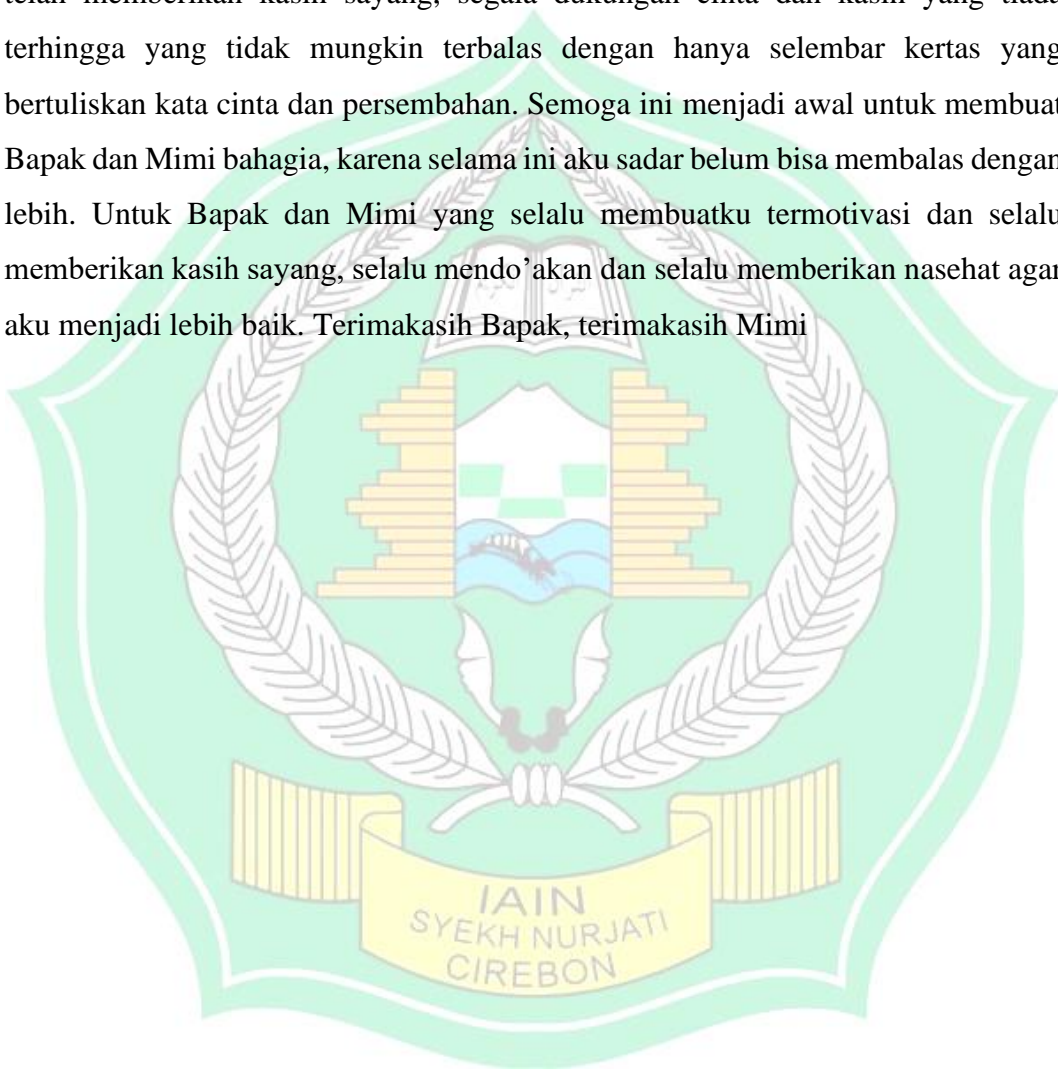 telah memberikan kasih sayang, segala dukungan cinta dan kasih yang tiada
terhingga yang tidak mungkin terbalas dengan hanya selembar kertas yang
bertuliskan kata cinta dan persembahan. Semoga ini menjadi awal untuk membuat
Bapak dan Mimi bahagia, karena selama ini aku sadar belum bisa membalas dengan
lebih. Untuk Bapak dan Mimi yang selalu membuatku termotivasi dan selalu
memberikan kasih sayang, selalu mendo’akan dan selalu memberikan nasehat agar
aku menjadi lebih baik. Terimakasih Bapak, terimakasih Mimi
IAIN
SYEKH NURJATI
CIREBON